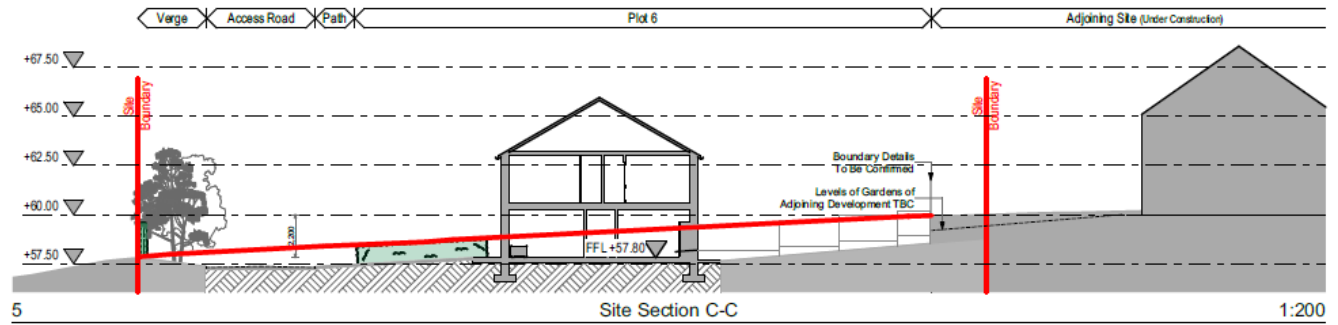 Verge
Access Road
Path
Plot 6
Adjoining Site (Under Construction)
+67.50
+65.00
+62.50
+60.00
+57.50
Site
Boundary
Site
Boundary
Boundary Details
To Be Confirmed
Levels of Gardens of
Adjoining Development TBC
2,200
FFL +57.80
5
Site Section C-C
1:200